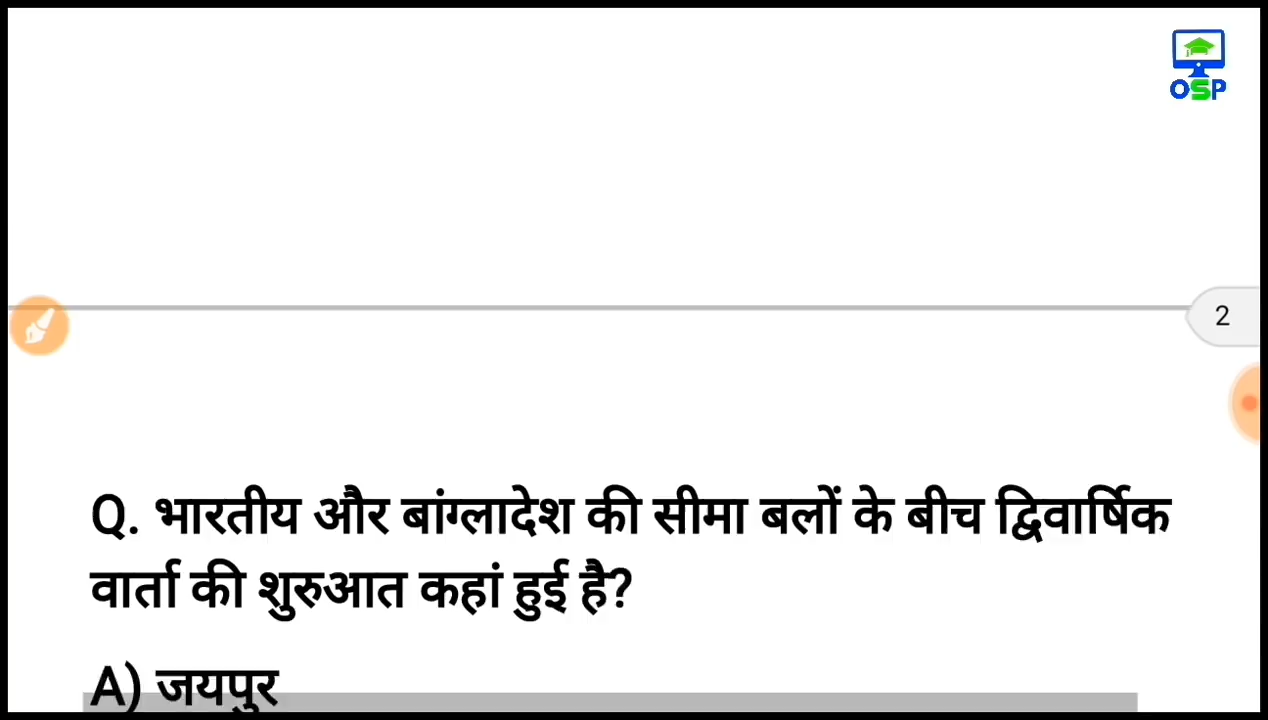 OSP
2
Q. भारतीय और बांग्लादेश की सीमा बलों के बीच द्विवार्षिक
वार्ता की शुरुआत कहां हुई है?
A) जयपुर